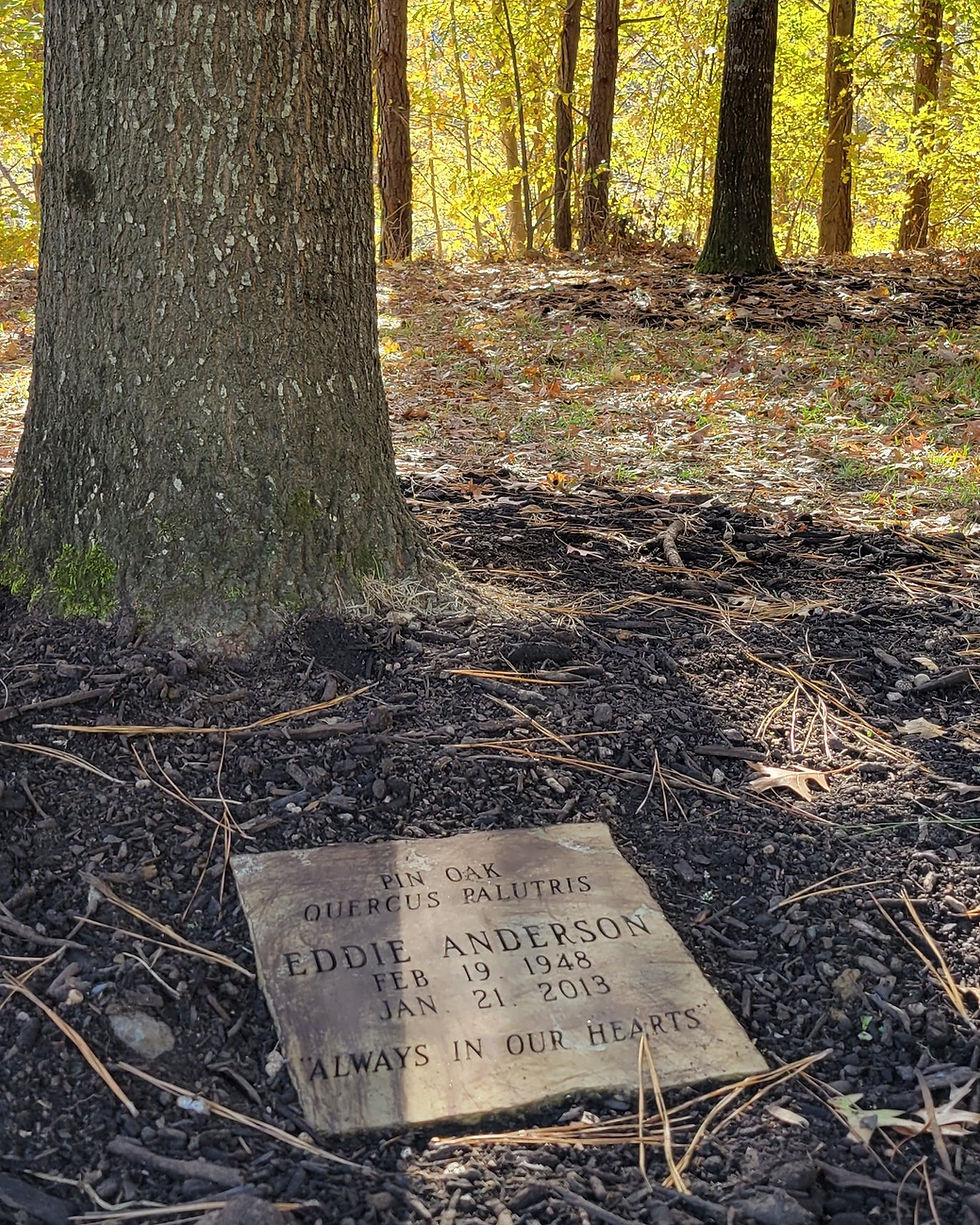 PIN OAK
QUERCUS PALUTRIS
EDDIE ANDERSON
FEB 19. 1948
JAN. 21. 2013
"ALWAYS IN OUR HEARTS"